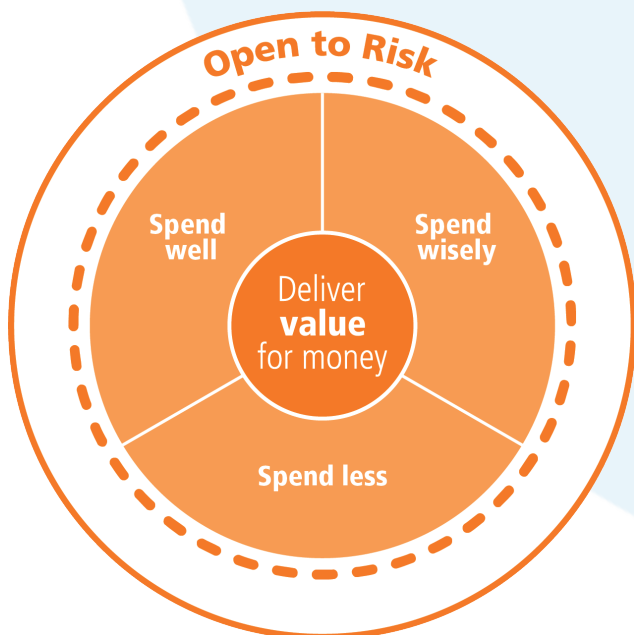 Open to Risk
Spend
well
Spend
wisely
Deliver
value
for money
Spend less